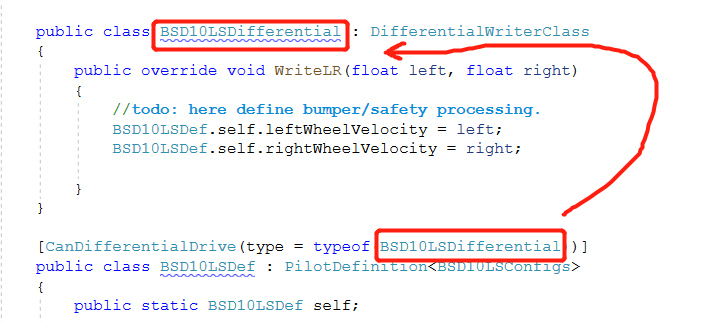 public class BSD10LSDifferential : DifferentialWriterClass
{
public override void WriteLR(float left, float right)
{
//todo: here define bumper/safety processing.
BSD10LSDef.self.leftWheelVelocity = left;
BSD10LSDef.self.rightWheelVelocity = right;
}
}
[CanDifferentialDrive(type = typeof(BSD10LSDifferential))]
public class BSD10LSDef : PilotDefinition<BSD10LSConfigs>
{
public static BSD10LSDef self;